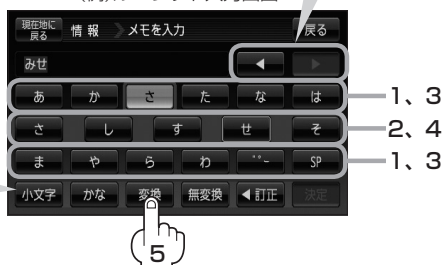 現在地に戻る 情報 メモを入力 戻る
みせ ◀ ▶
あ か さ た な は 1、3
さ し す せ そ 2、4
ま や ら わ ゛゜ー SP 1、3
小文字 かな 変換 無変換 ◀訂正 決定
5